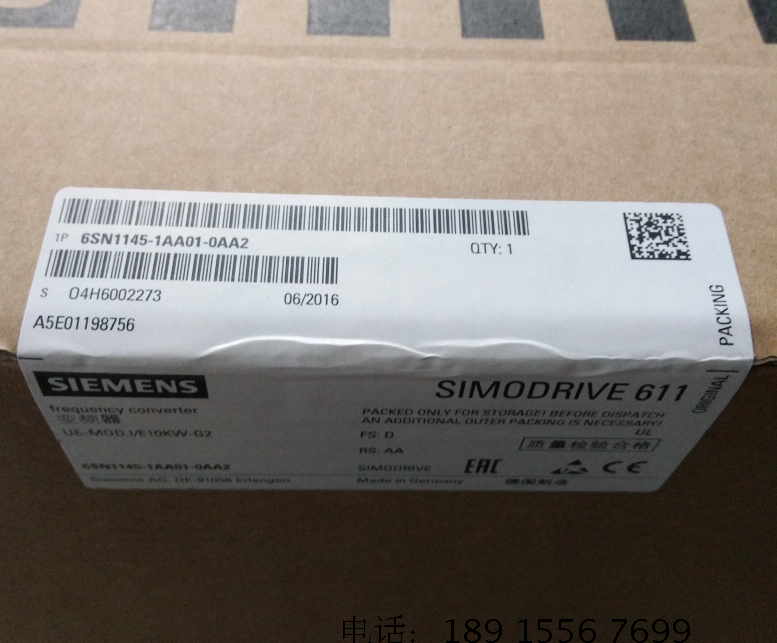 1P 6SN1145-1AA01-0AA2 QTY: 1
S O4H6002273 06/2016
A5E01198756
ORIGINAL PACKING
SIEMENS SIMODRIVE 611
frequency converter
变频器
PACKED ONLY FOR STORAGE! BEFORE DISPATCH
AN ADDITIONAL OUTER PACKING IS NECESSARY!
UE-MOD.I/E10KW-G2 FS: D UL
RS: AA 质量检验合格
6SN1145-1AA01-0AA2 SIMODRIVE EAC CE
Siemens AG, DE-91056 Erlangen Made in Germany 德国制造
电话: 189 1556 7699